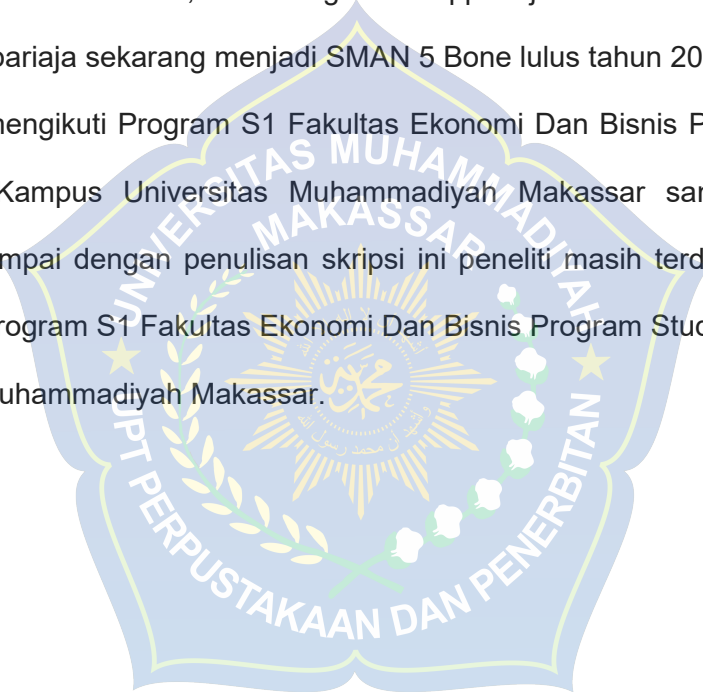 pariaja sekarang menjadi SMAN 5 Bone lulus tahun 20
mengikuti Program S1 Fakultas Ekonomi Dan Bisnis P
Kampus Universitas Muhammadiyah Makassar sar
mpai dengan penulisan skripsi ini peneliti masih terd
rogram S1 Fakultas Ekonomi Dan Bisnis Program Stud
uhammadiyah Makassar.
UNIVERSITAS MUHAMMADIYAH
MAKASSAR
UPT PERPUSTAKAAN DAN PENERBITAN